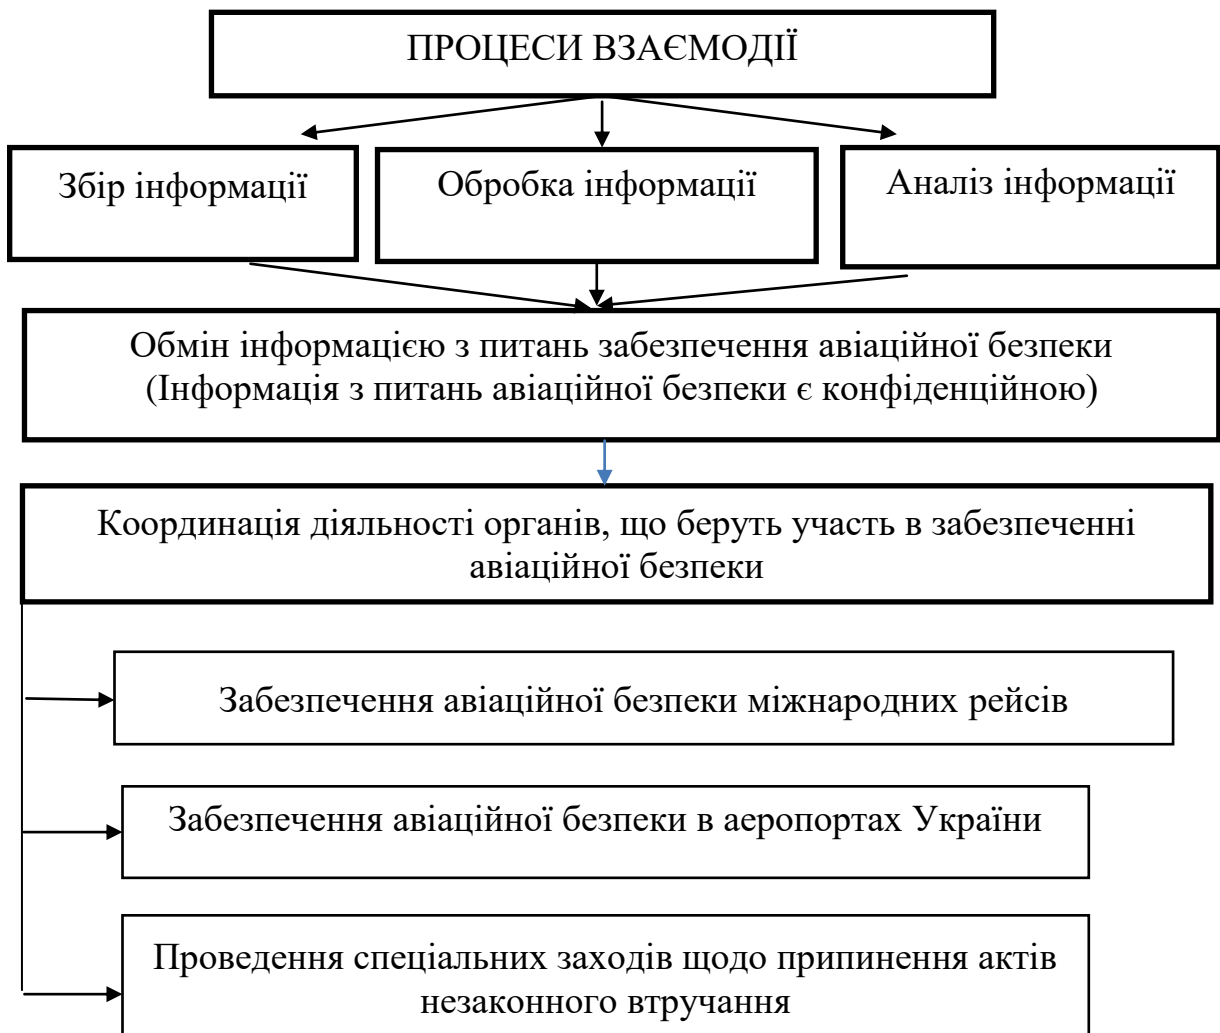 ПРОЦЕСИ ВЗАЄМОДІЇ
Збір інформації
Обробка інформації
Аналіз інформації
Обмін інформацією з питань забезпечення авіаційної безпеки
(Інформація з питань авіаційної безпеки є конфіденційною)
Координація діяльності органів, що беруть участь в забезпеченні
авіаційної безпеки
Забезпечення авіаційної безпеки міжнародних рейсів
Забезпечення авіаційної безпеки в аеропортах України
Проведення спеціальних заходів щодо припинення актів
незаконного втручання